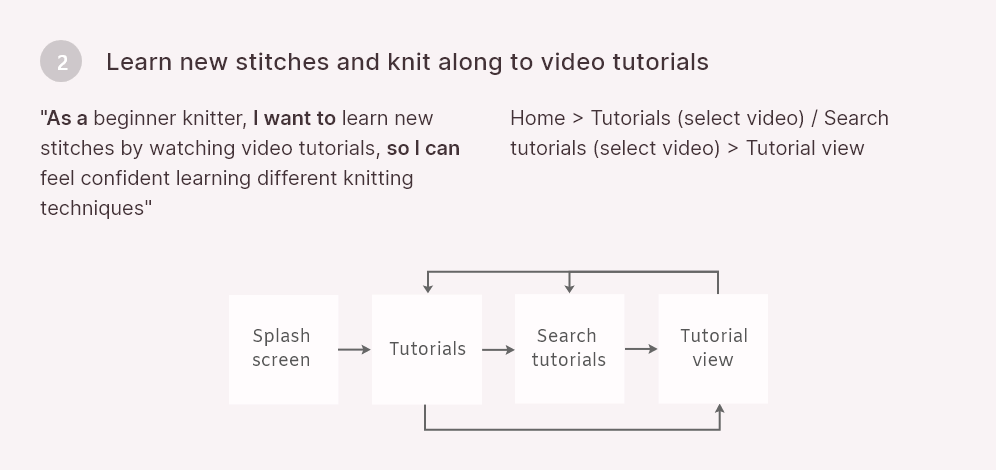 2
Learn new stitches and knit along to video tutorials
"As a beginner knitter, I want to learn new
stitches by watching video tutorials, so I can
feel confident learning different knitting
techniques"
Home > Tutorials (select video) / Search
tutorials (select video) > Tutorial view
Splash
screen
Tutorials
Search
tutorials
Tutorial
view